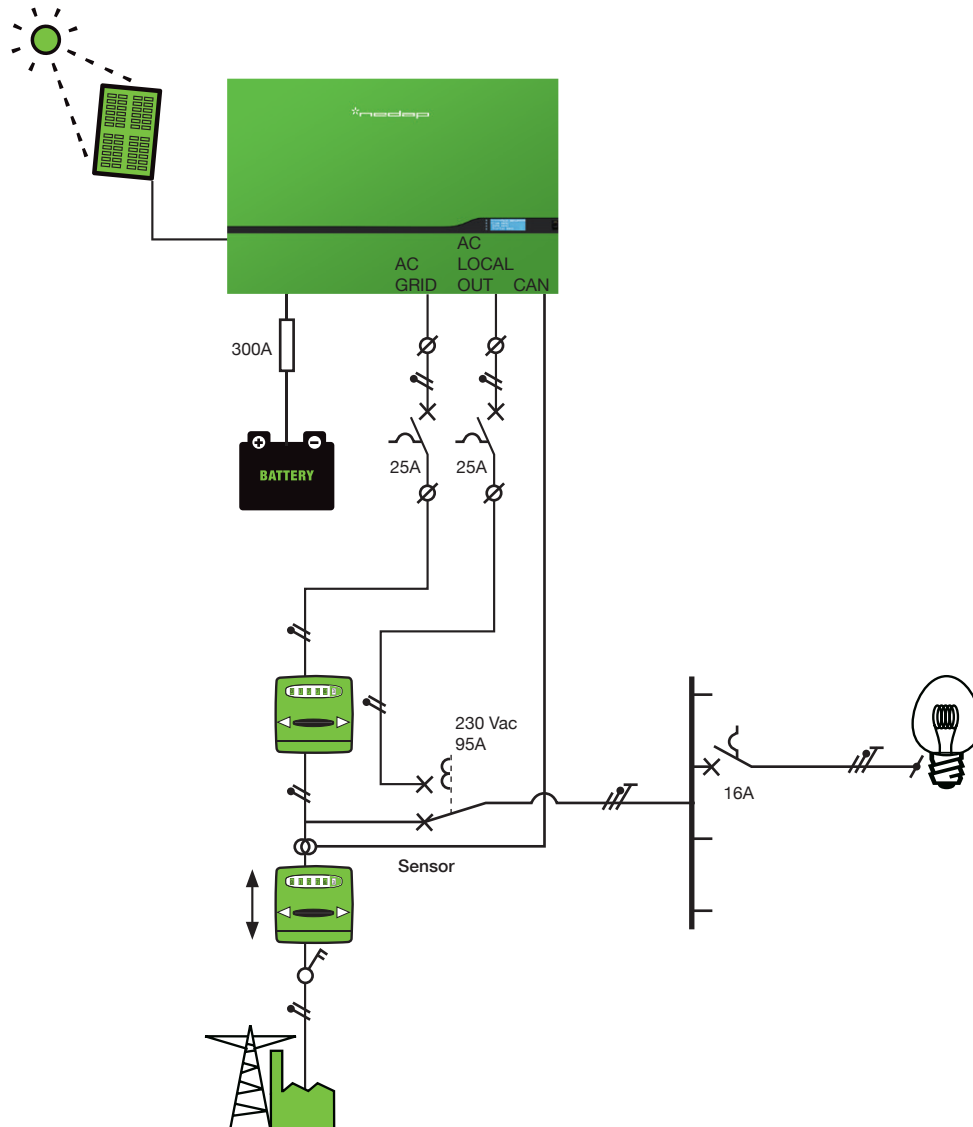 nedap
AC
GRID
AC
LOCAL
OUT
CAN
300A
BATTERY
25A
25A
230 Vac
95A
16A
Sensor